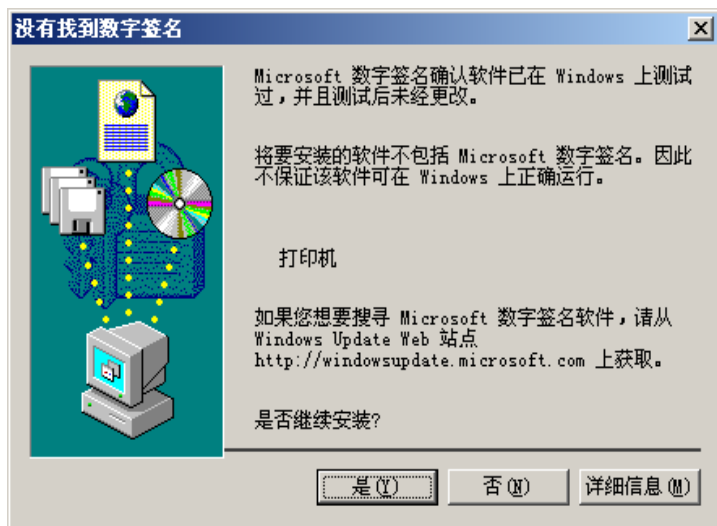 没有找到数字签名
Microsoft 数字签名确认软件已在 Windows 上测试
过，并且测试后未经更改。
将要安装的软件不包括 Microsoft 数字签名。因此
不保证该软件可在 Windows 上正确运行。
打印机
如果您想要搜寻 Microsoft 数字签名软件，请从
Windows Update Web 站点
http://windowsupdate.microsoft.com 上获取。
是否继续安装?
是(Y) 否(N) 详细信息(M)